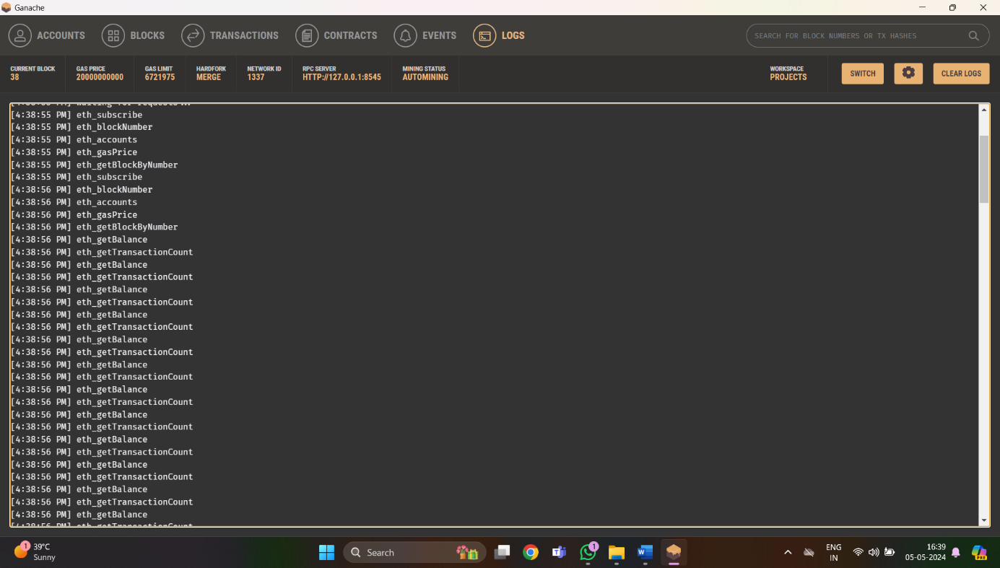 Ganache
ACCOUNTS BLOCKS TRANSACTIONS CONTRACTS EVENTS LOGS SEARCH FOR BLOCK NUMBERS OR TX HASHES
CURRENT BLOCK GAS PRICE GAS LIMIT HARDFORK NETWORK ID RPC SERVER MINING STATUS WORKSPACE
38 20000000000 6721975 MERGE 1337 HTTP://127.0.0.1:8545 AUTOMINING PROJECTS SWITCH CLEAR LOGS
[4:38:55 PM] eth_subscribe
[4:38:55 PM] eth_blockNumber
[4:38:55 PM] eth_accounts
[4:38:55 PM] eth_gasPrice
[4:38:55 PM] eth_getBlockByNumber
[4:38:55 PM] eth_subscribe
[4:38:56 PM] eth_blockNumber
[4:38:56 PM] eth_accounts
[4:38:56 PM] eth_gasPrice
[4:38:56 PM] eth_getBlockByNumber
[4:38:56 PM] eth_getBalance
[4:38:56 PM] eth_getTransactionCount
[4:38:56 PM] eth_getBalance
[4:38:56 PM] eth_getTransactionCount
[4:38:56 PM] eth_getBalance
[4:38:56 PM] eth_getTransactionCount
[4:38:56 PM] eth_getBalance
[4:38:56 PM] eth_getTransactionCount
[4:38:56 PM] eth_getBalance
[4:38:56 PM] eth_getTransactionCount
[4:38:56 PM] eth_getBalance
[4:38:56 PM] eth_getTransactionCount
[4:38:56 PM] eth_getBalance
[4:38:56 PM] eth_getTransactionCount
[4:38:56 PM] eth_getBalance
[4:38:56 PM] eth_getTransactionCount
[4:38:56 PM] eth_getBalance
[4:38:56 PM] eth_getTransactionCount
[4:38:56 PM] eth_getBalance
[4:38:56 PM] eth_getTransactionCount
[4:38:56 PM] eth_getBalance
[4:38:56 PM] eth_getTransactionCount
[4:38:56 PM] eth_getBalance
[4:38:56 PM] eth_getTransactionCount
1 39°C
Sunny
Search
1
ENG
IN
16:39
05-05-2024
PRE